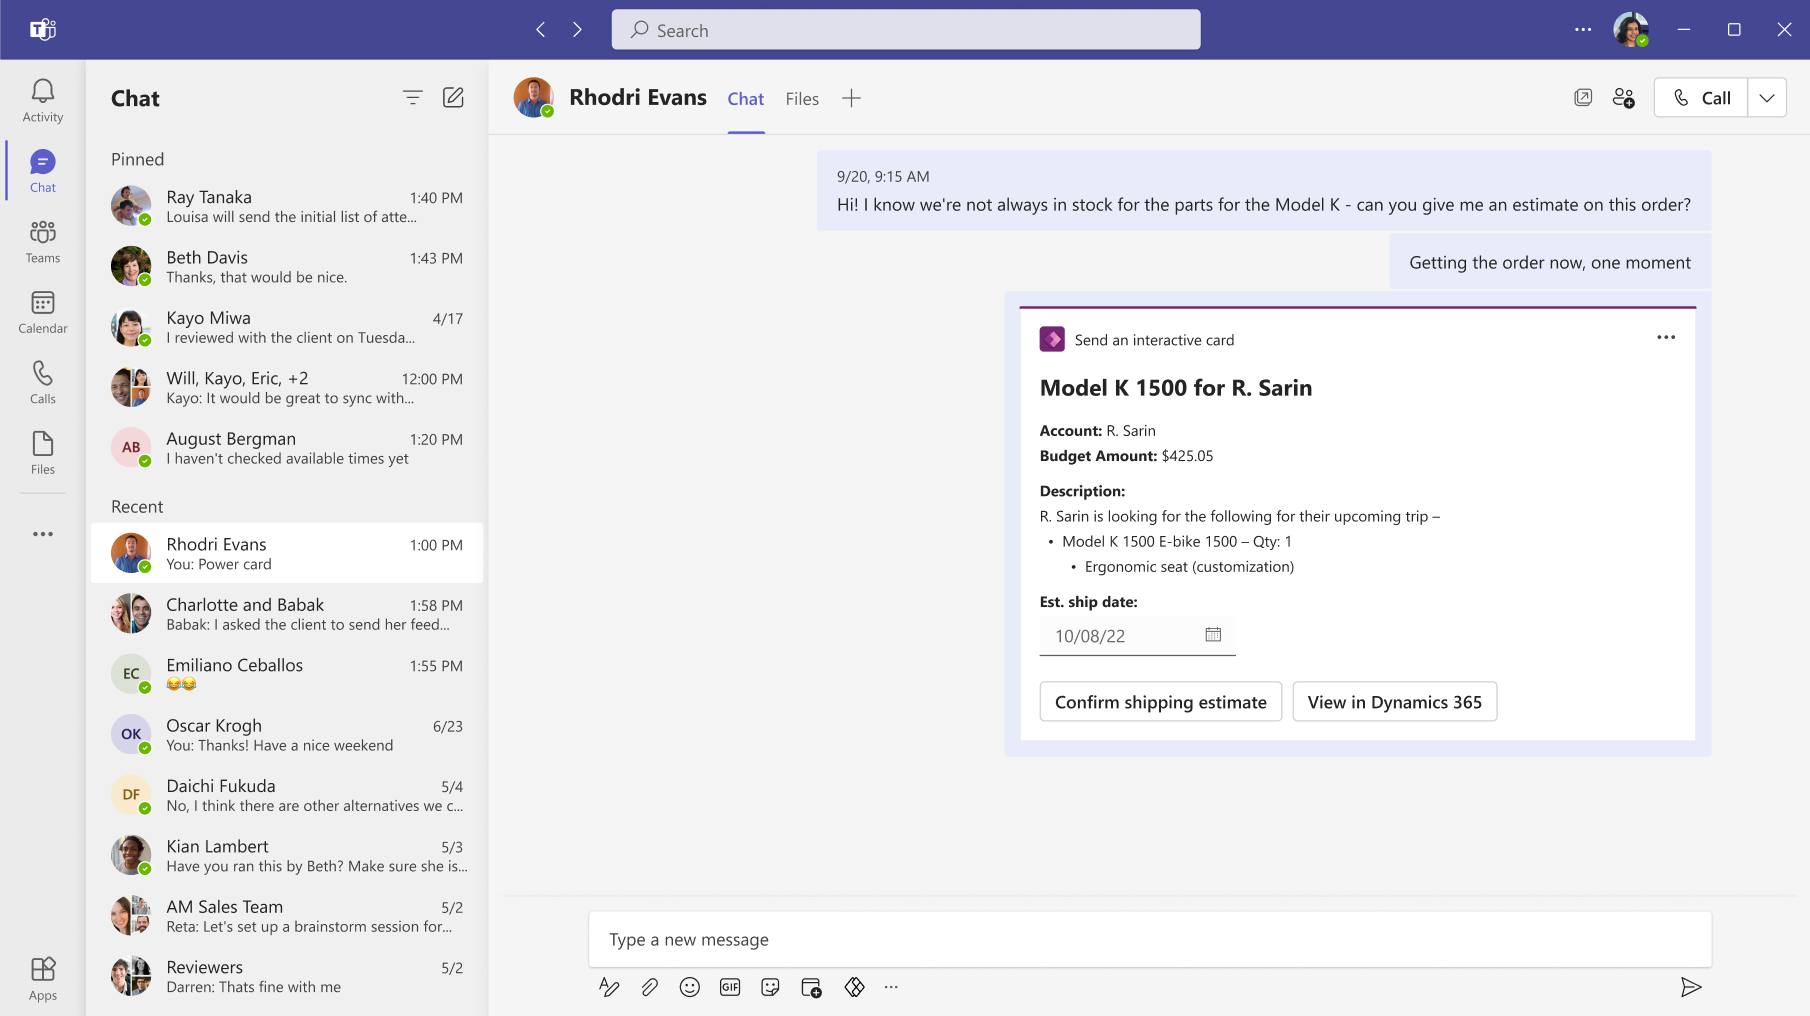 Search
Activity
Chat
Teams
Calendar
Calls
Files
Apps
Chat
Pinned
Ray Tanaka 1:40 PM
Louisa will send the initial list of atte...
Beth Davis 1:43 PM
Thanks, that would be nice.
Kayo Miwa 4/17
I reviewed with the client on Tuesda...
Will, Kayo, Eric, +2 12:00 PM
Kayo: It would be great to sync with...
AB
August Bergman 1:20 PM
I haven't checked available times yet
Recent
Rhodri Evans 1:00 PM
You: Power card
Charlotte and Babak 1:58 PM
Babak: I asked the client to send her feed...
EC
Emiliano Ceballos 1:55 PM
😂😂
OK
Oscar Krogh 6/23
You: Thanks! Have a nice weekend
DF
Daichi Fukuda 5/4
No, I think there are other alternatives we c...
Kian Lambert 5/3
Have you ran this by Beth? Make sure she is...
AM Sales Team 5/2
Reta: Let's set up a brainstorm session for...
Reviewers 5/2
Darren: Thats fine with me
Rhodri Evans Chat Files
Call
9/20, 9:15 AM
Hi! I know we're not always in stock for the parts for the Model K - can you give me an estimate on this order?
Getting the order now, one moment
Send an interactive card
Model K 1500 for R. Sarin
Account: R. Sarin
Budget Amount: $425.05
Description:
R. Sarin is looking for the following for their upcoming trip –
• Model K 1500 E-bike 1500 – Qty: 1
• Ergonomic seat (customization)
Est. ship date:
10/08/22
Confirm shipping estimate View in Dynamics 365
Type a new message
GIF